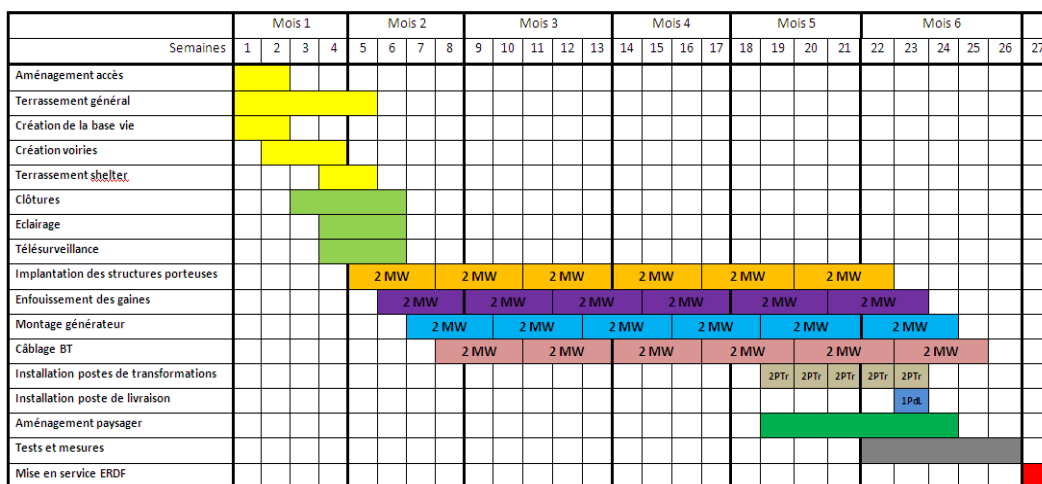 Mois 1 Mois 2 Mois 3 Mois 4 Mois 5 Mois 6
Semaines 1 2 3 4 5 6 7 8 9 10 11 12 13 14 15 16 17 18 19 20 21 22 23 24 25 26 27
Aménagement accès
Terrassement général
Création de la base vie
Création voiries
Terrassement shelter
Clôtures
Eclairage
Télésurveillance
Implantation des structures porteuses 2 MW 2 MW 2 MW 2 MW 2 MW 2 MW
Enfouissement des gaines 2 MW 2 MW 2 MW 2 MW 2 MW 2 MW
Montage générateur 2 MW 2 MW 2 MW 2 MW 2 MW 2 MW
Câblage BT 2 MW 2 MW 2 MW 2 MW 2 MW 2 MW
Installation postes de transformations 2PTr 2PTr 2PTr 2PTr 2PTr
Installation poste de livraison 1PdL
Aménagement paysager
Tests et mesures
Mise en service ERDF